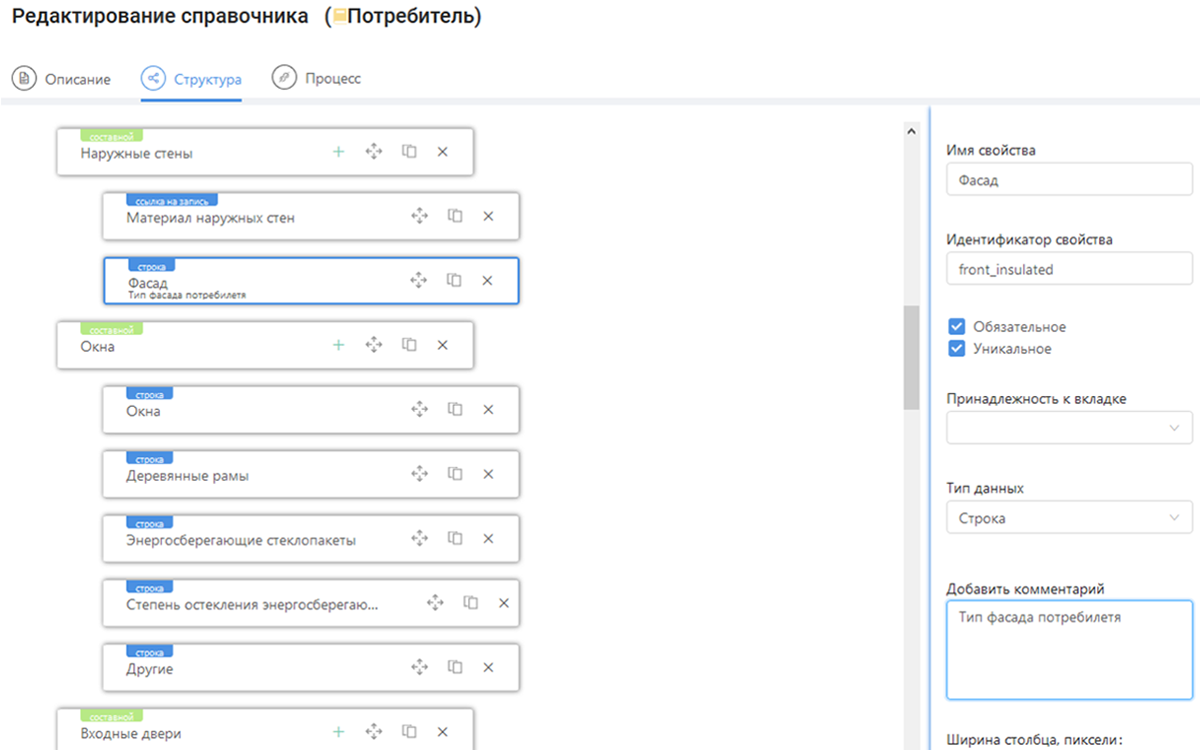 Редактирование справочника (Потребитель)
Описание Структура Процесс
составной
Наружные стены
ссылка на запись
Материал наружных стен
строка
Фасад
Тип фасада потребилетя
составной
Окна
строка
Окна
строка
Деревянные рамы
строка
Энергосберегающие стеклопакеты
строка
Степень остекления энергосберегаю...
строка
Другие
составной
Входные двери
Имя свойства
Фасад
Идентификатор свойства
front_insulated
Обязательное
Уникальное
Принадлежность к вкладке
Тип данных
Строка
Добавить комментарий
Тип фасада потребилетя
Ширина столбца, пиксели: